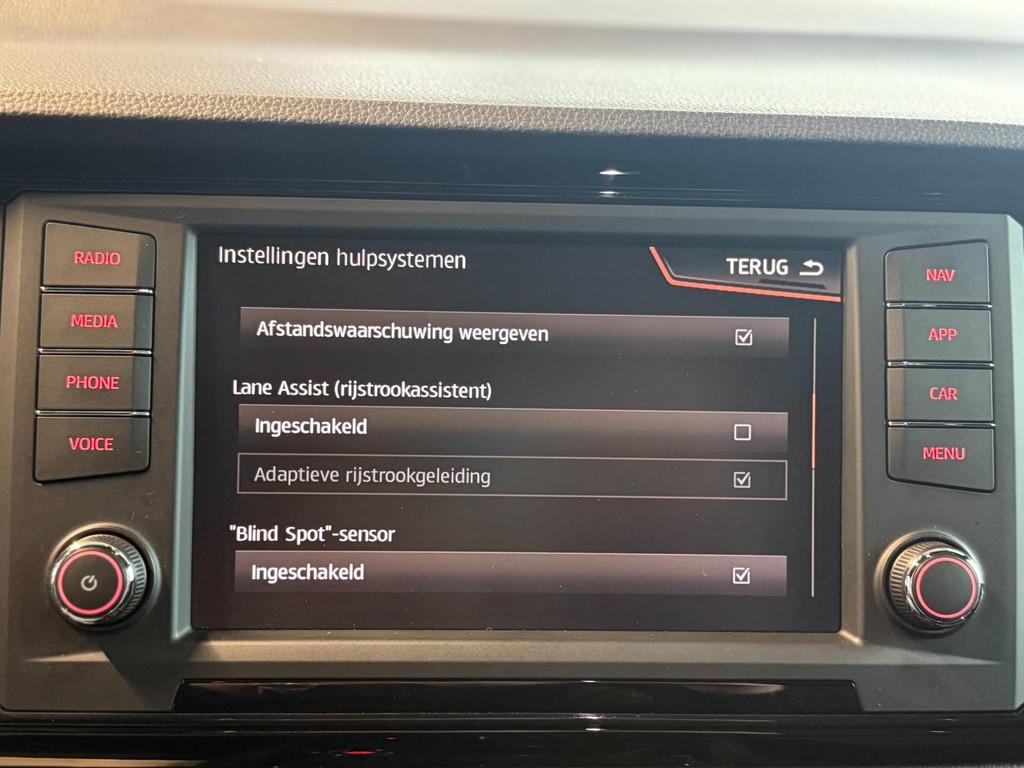 RADIO
MEDIA
PHONE
VOICE
Instellingen hulpsystemen
TERUG
Afstandswaarschuwing weergeven
Lane Assist (rijstrookassistent)
Ingeschakeld
Adaptieve rijstrookgeleiding
"Blind Spot"-sensor
Ingeschakeld
NAV
APP
CAR
MENU